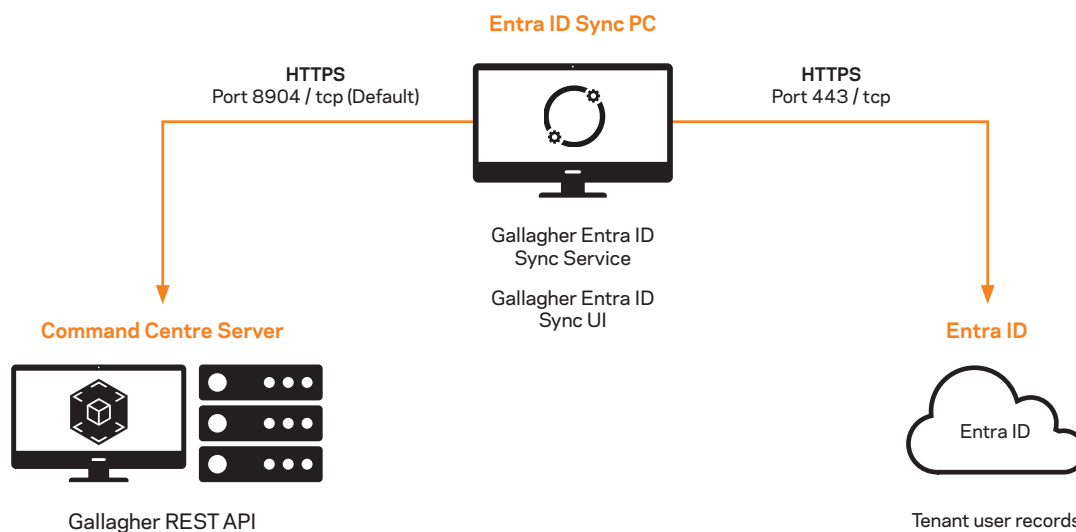 Entra ID Sync PC
HTTPS
Port 8904 / tcp (Default)
HTTPS
Port 443 / tcp
Gallagher Entra ID
Sync Service
Gallagher Entra ID
Sync UI
Command Centre Server
Entra ID
Entra ID
Gallagher REST API
Tenant user records